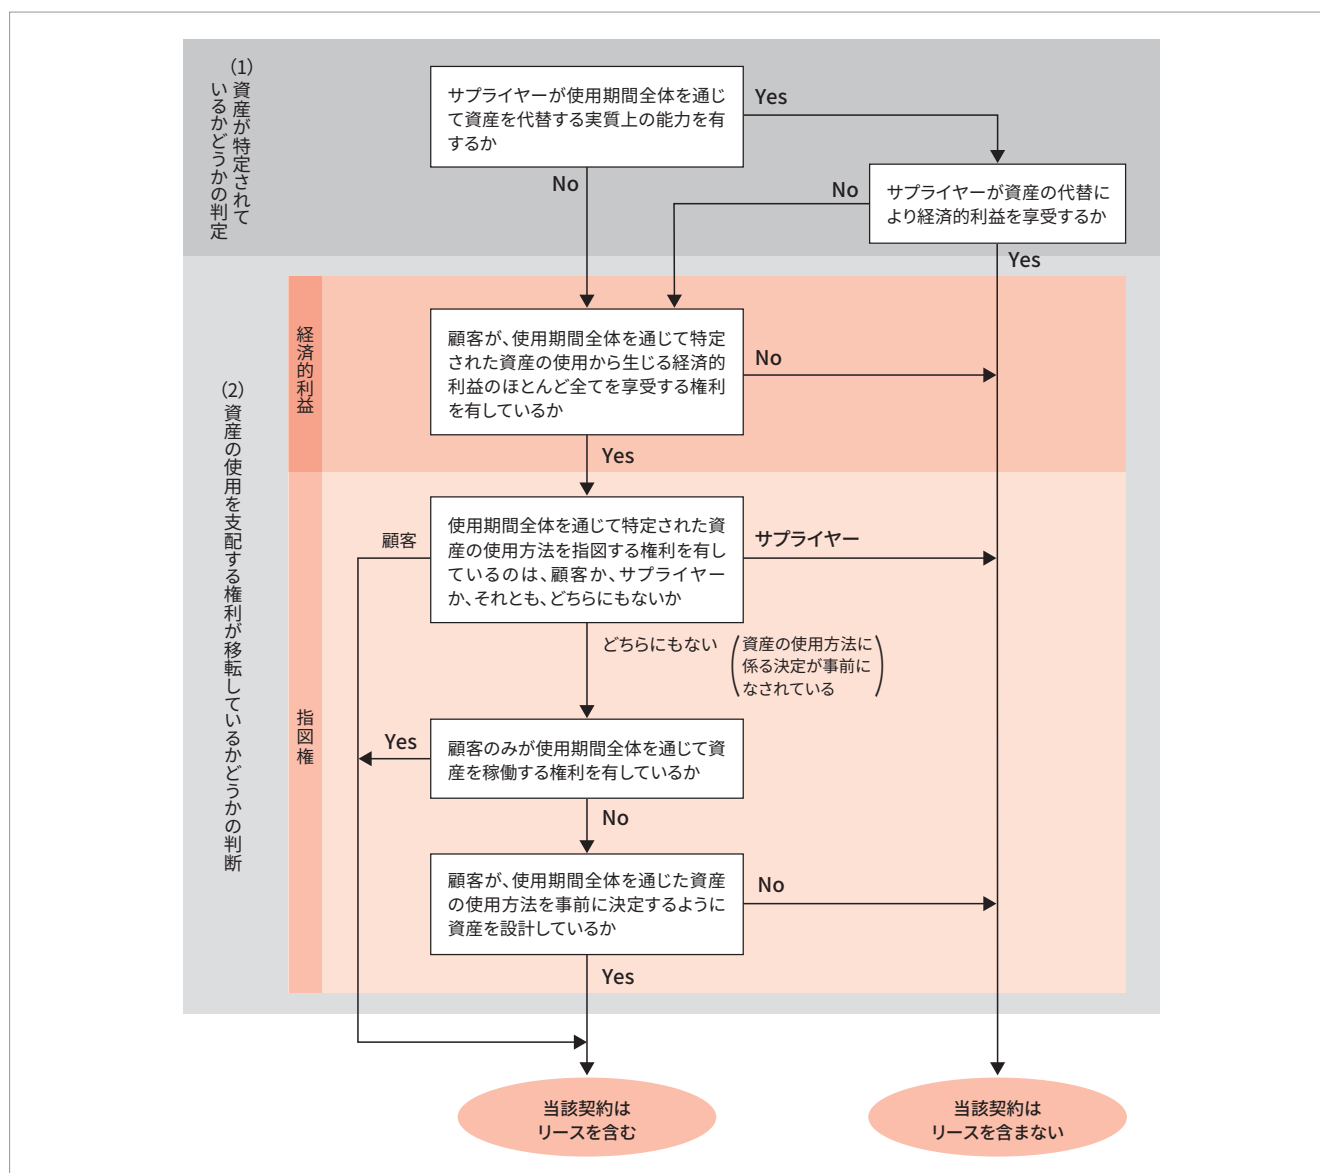 (1)
資産が特定されて
いるかどうかの判定
サプライヤーが使用期間全体を通じ
て資産を代替する実質上の能力を有
するか
Yes
No
サプライヤーが資産の代替に
より経済的利益を享受するか
No
Yes
(2)
資産の使用を支配する権利が移転しているかどうかの判断
経済的利益
顧客が、使用期間全体を通じて特定
された資産の使用から生じる経済的
利益のほとんど全てを享受する権利
を有しているか
No
Yes
指図権
使用期間全体を通じて特定された資
産の使用方法を指図する権利を有し
ているのは、顧客か、サプライヤー
か、それとも、どちらにもないか
顧客
サプライヤー
どちらにもない
(資産の使用方法に
係る決定が事前に
なされている)
顧客のみが使用期間全体を通じて資
産を稼働する権利を有しているか
Yes
No
顧客が、使用期間全体を通じた資産
の使用方法を事前に決定するように
資産を設計しているか
No
Yes
当該契約は
リースを含む
当該契約は
リースを含まない